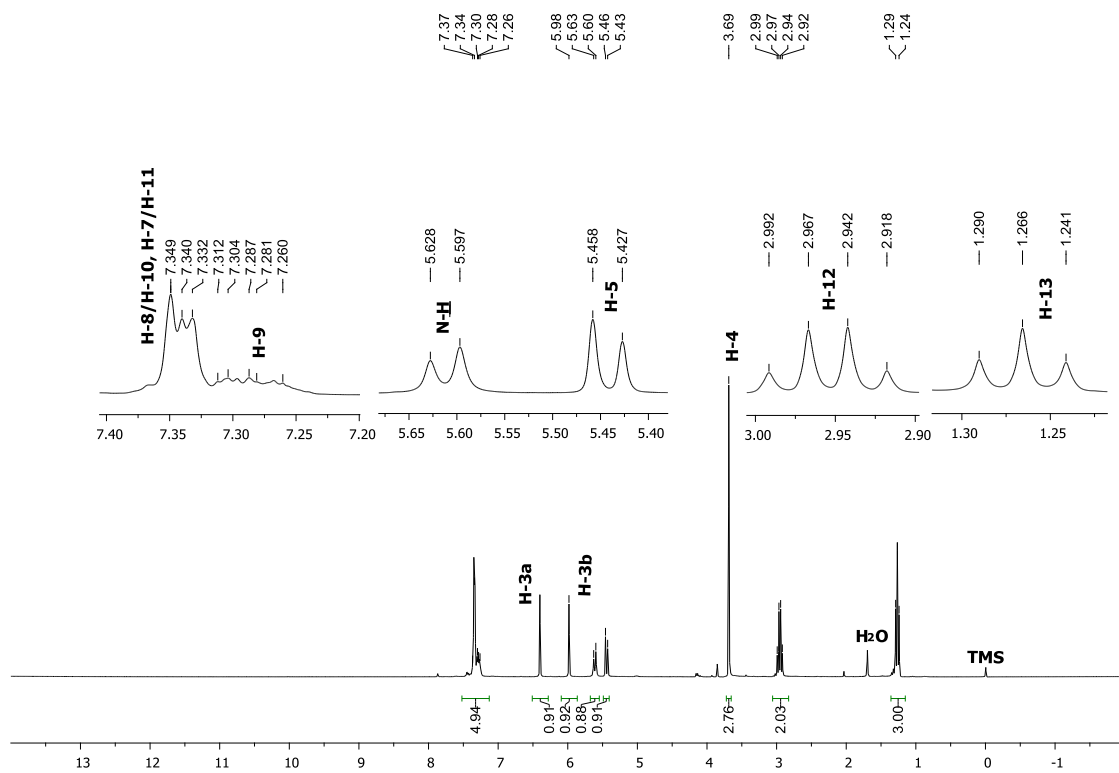 7.37 7.34 7.30 7.28 7.26 5.98 5.63 5.60 5.46 5.43 3.69 2.99 2.97 2.94 2.92 1.29 1.24
H-8/H-10, H-7/H-11
7.349 7.340 7.332 7.312 7.304 7.287 7.281 7.260
H-9
7.40 7.35 7.30 7.25 7.20
5.628 5.597 5.458 5.427
N-H
H-5
5.65 5.60 5.55 5.50 5.45 5.40
H-4
2.992 2.967 2.942 2.918
H-12
3.00 2.95 2.90
1.290 1.266 1.241
H-13
1.30 1.25
H-3a
H-3b
H2O
TMS
4.94 0.91 0.92 0.88 0.91 2.76 2.03 3.00
13 12 11 10 9 8 7 6 5 4 3 2 1 0 -1